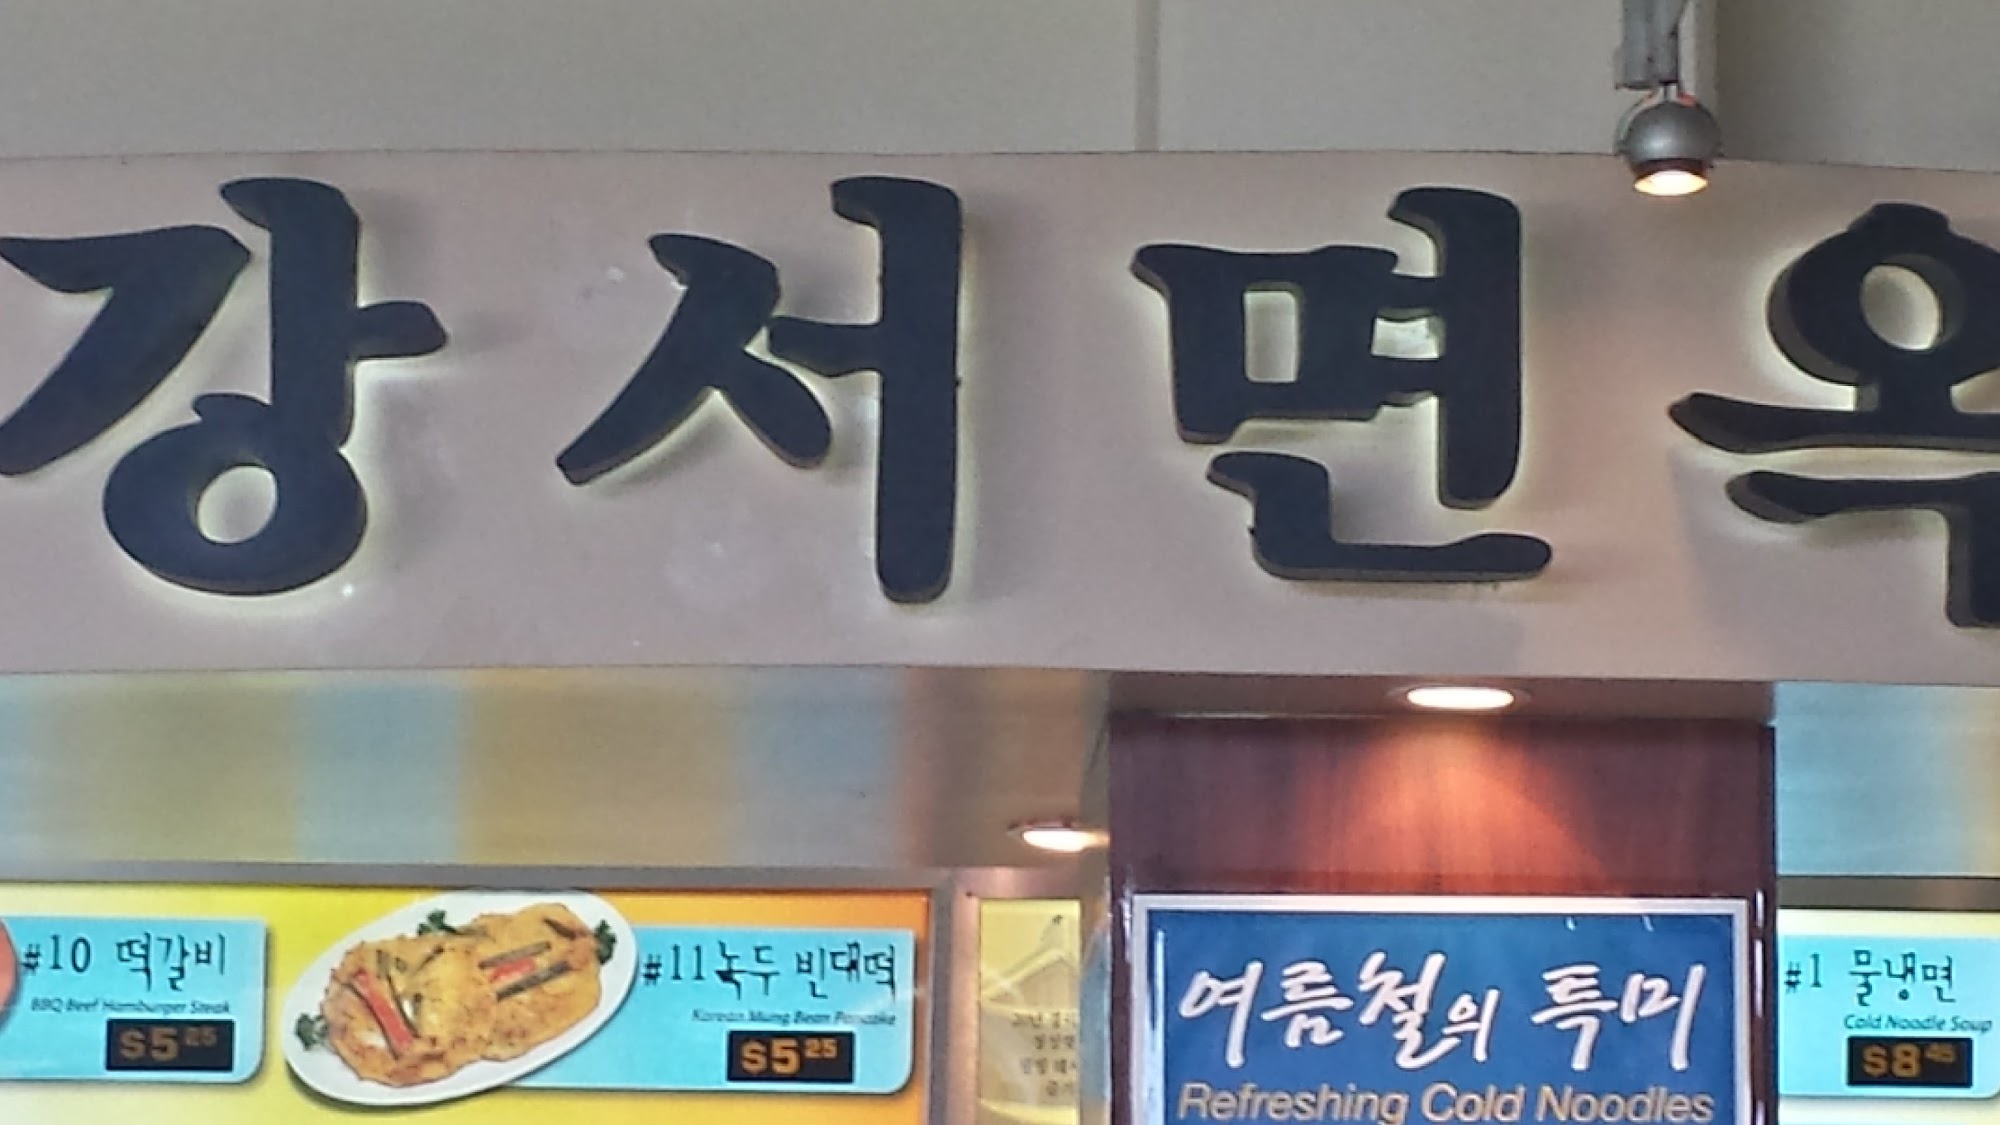 강서면옥
#10 떡갈비
BBQ Beef Hamburger Steak
$5 25
#11 녹두 빈대떡
Korean Mung Bean Pancake
$5 25
여름철의 특미
Refreshing Cold Noodles
#1 물냉면
Cold Noodle Soup
$8 45